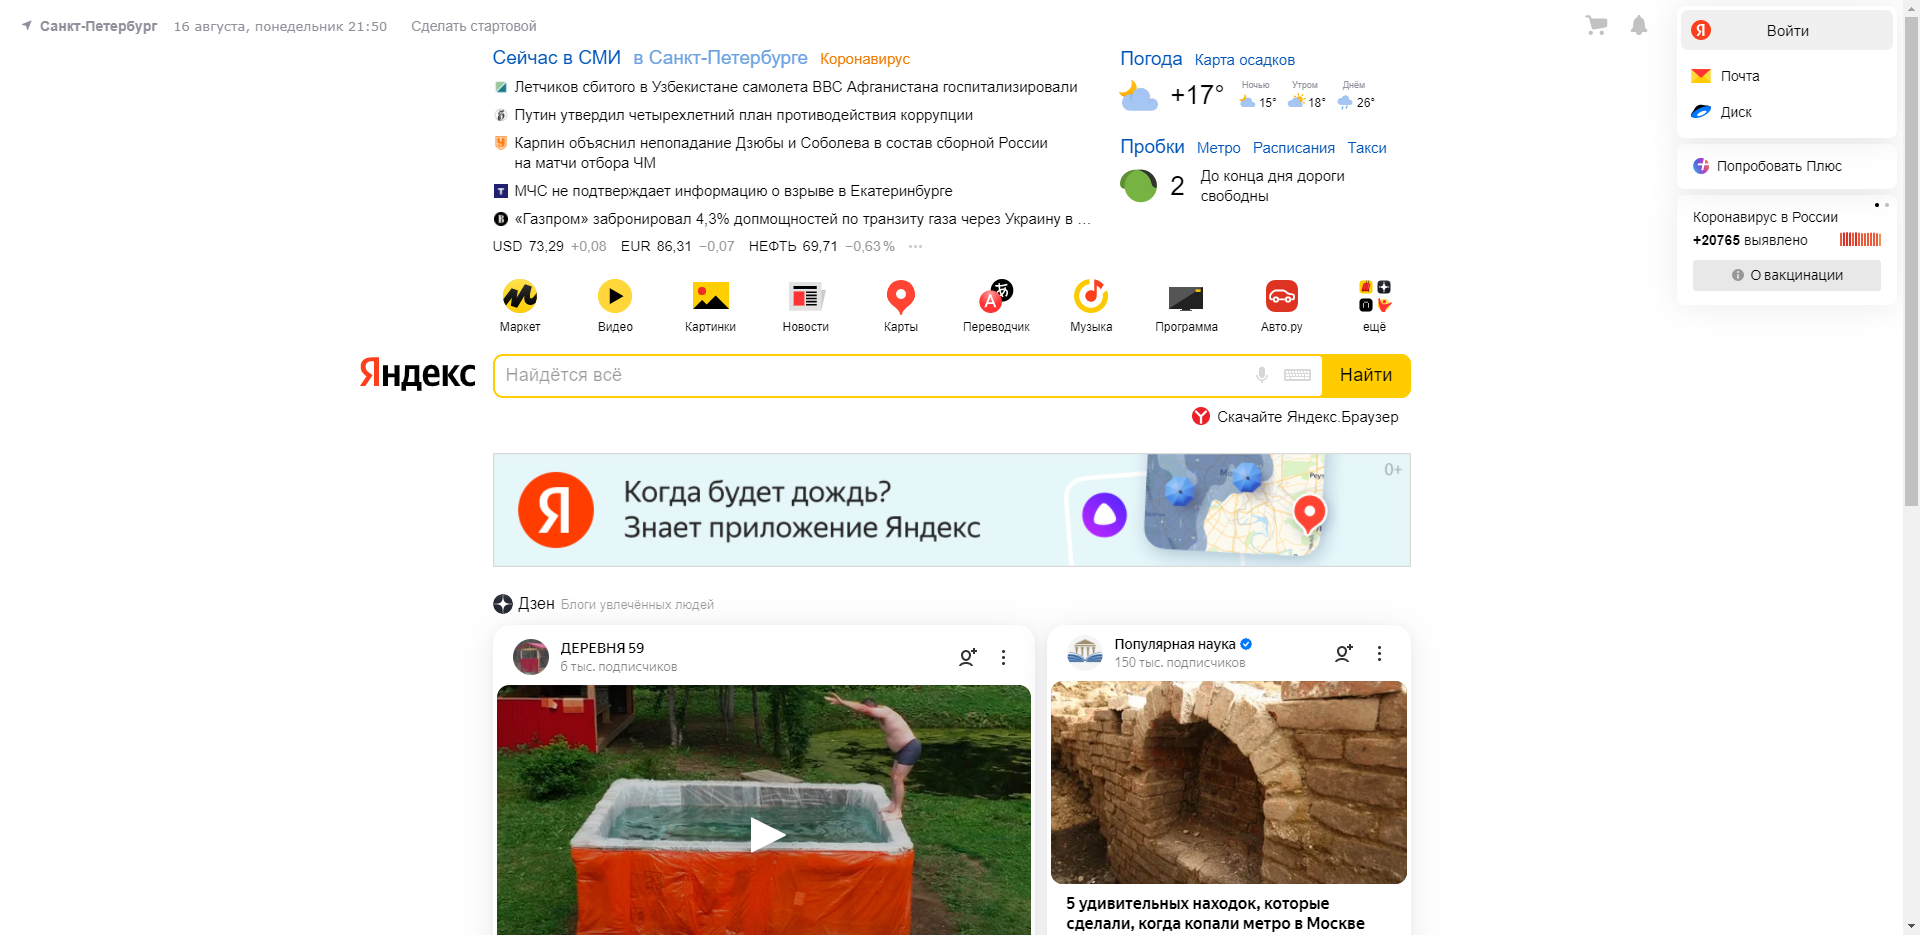 Санкт-Петербург 16 августа, понедельник 21:50 Сделать стартовой
Сейчас в СМИ в Санкт-Петербурге Коронавирус
Летчиков сбитого в Узбекистане самолета ВВС Афганистана госпитализировали
Путин утвердил четырехлетний план противодействия коррупции
Карпин объяснил непопадание Дзюбы и Соболева в состав сборной России
на матчи отбора ЧМ
МЧС не подтверждает информацию о взрыве в Екатеринбурге
«Газпром» забронировал 4,3% допмощностей по транзиту газа через Украину в ...
USD 73,29 +0,08 EUR 86,31 −0,07 НЕФТЬ 69,71 −0,63% ···
Погода Карта осадков
+17°
Ночью 15°
Утром 18°
Днём 26°
Пробки Метро Расписания Такси
2
До конца дня дороги
свободны
Войти
Почта
Диск
Попробовать Плюс
Коронавирус в России
+20765 выявлено
О вакцинации
Маркет Видео Картинки Новости Карты Переводчик Музыка Программа Авто.ру ещё
Яндекс
Найдётся всё
Найти
Скачайте Яндекс.Браузер
Я
Когда будет дождь?
Знает приложение Яндекс
0+
Дзен Блоги увлечённых людей
ДЕРЕВНЯ 59
6 тыс. подписчиков
Популярная наука
150 тыс. подписчиков
5 удивительных находок, которые
сделали, когда копали метро в Москве